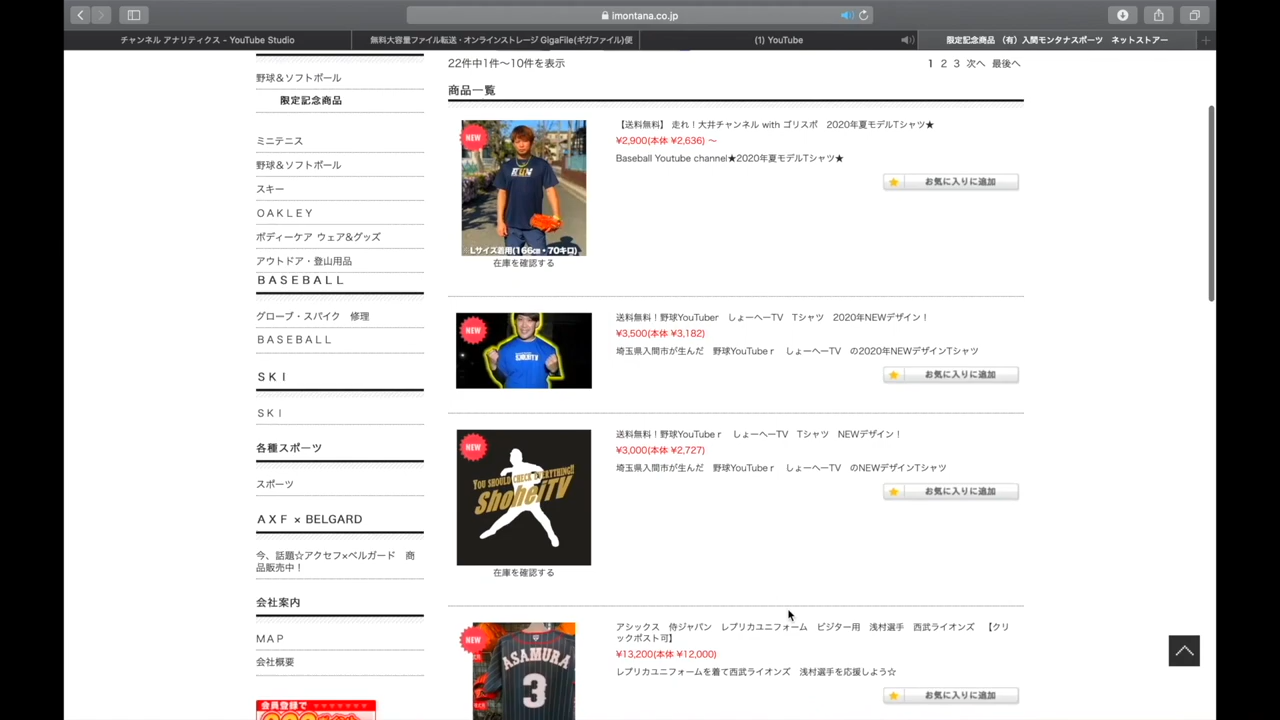 imontana.co.jp
チャンネル アナリティクス - YouTube Studio
無料大容量ファイル転送・オンラインストレージ GigaFile(ギガファイル)便
(1) YouTube
限定記念商品 （有）入間モンタナスポーツ ネットストアー
野球＆ソフトボール
限定記念商品
ミニテニス
野球＆ソフトボール
スキー
ＯＡＫＬＥＹ
ボディーケア ウェア&グッズ
アウトドア・登山用品
ＢＡＳＥＢＡＬＬ
グローブ・スパイク 修理
ＢＡＳＥＢＡＬＬ
ＳＫＩ
ＳＫＩ
各種スポーツ
スポーツ
ＡＸＦ × BELGARD
今、話題☆アクセフ×ベルガード 商
品販売中！
会社案内
ＭＡＰ
会社概要
会員登録で
22件中1件〜10件を表示
1 2 3 次へ 最後へ
商品一覧
NEW
Lサイズ着用(166㎝・70キロ)
在庫を確認する
【送料無料】 走れ！大井チャンネル with ゴリスポ 2020年夏モデルTシャツ★
¥2,900(本体 ¥2,636) 〜
Baseball Youtube channel★2020年夏モデルTシャツ★
お気に入りに追加
NEW
送料無料！野球YouTuber しょーへーTV Tシャツ 2020年NEWデザイン！
¥3,500(本体 ¥3,182)
埼玉県入間市が生んだ 野球YouTubeｒ しょーへーTV の2020年NEWデザインTシャツ
お気に入りに追加
NEW
YOU SHOULD CHECK EVERYTHING!!
ShoheiTV
在庫を確認する
送料無料！野球YouTubeｒ しょーへーTV Tシャツ NEWデザイン！
¥3,000(本体 ¥2,727)
埼玉県入間市が生んだ 野球YouTubeｒ しょーへーTV のNEWデザインTシャツ
お気に入りに追加
NEW
ASAMURA
3
アシックス 侍ジャパン レプリカユニフォーム ビジター用 浅村選手 西武ライオンズ 【クリ
ックポスト可】
¥13,200(本体 ¥12,000)
レプリカユニフォームを着て西武ライオンズ 浅村選手を応援しよう☆
お気に入りに追加